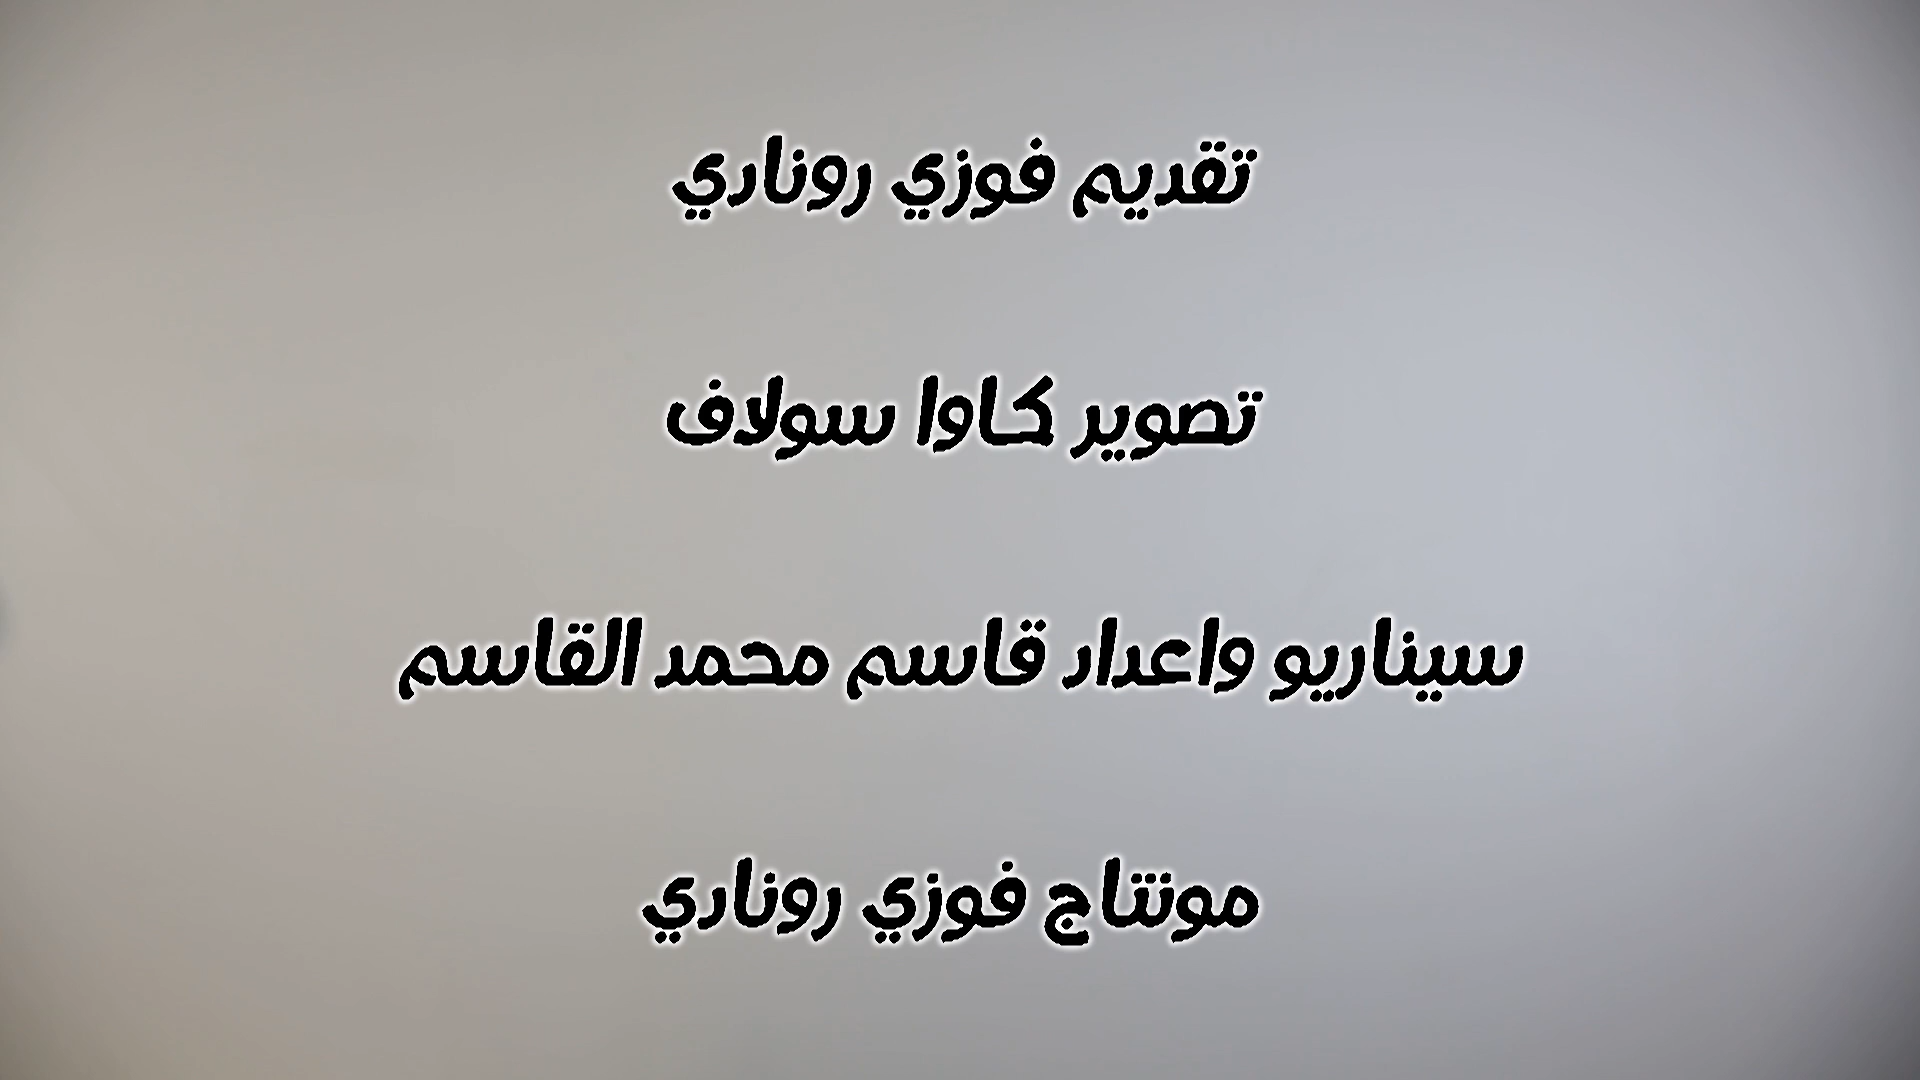 تقديم فوزي روناري
تصوير كاوا سولاف
سيناريو واعداد قاسم محمد القاسم
مونتاج فوزي روناري